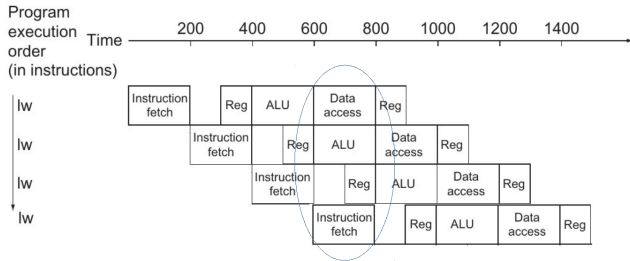 Program
execution
order
(in instructions)
Time
200 400 600 800 1000 1200 1400
lw
Instruction
fetch
Reg
ALU
Data
access
Reg
lw
Instruction
fetch
Reg
ALU
Data
access
Reg
lw
Instruction
fetch
Reg
ALU
Data
access
Reg
lw
Instruction
fetch
Reg
ALU
Data
access
Reg